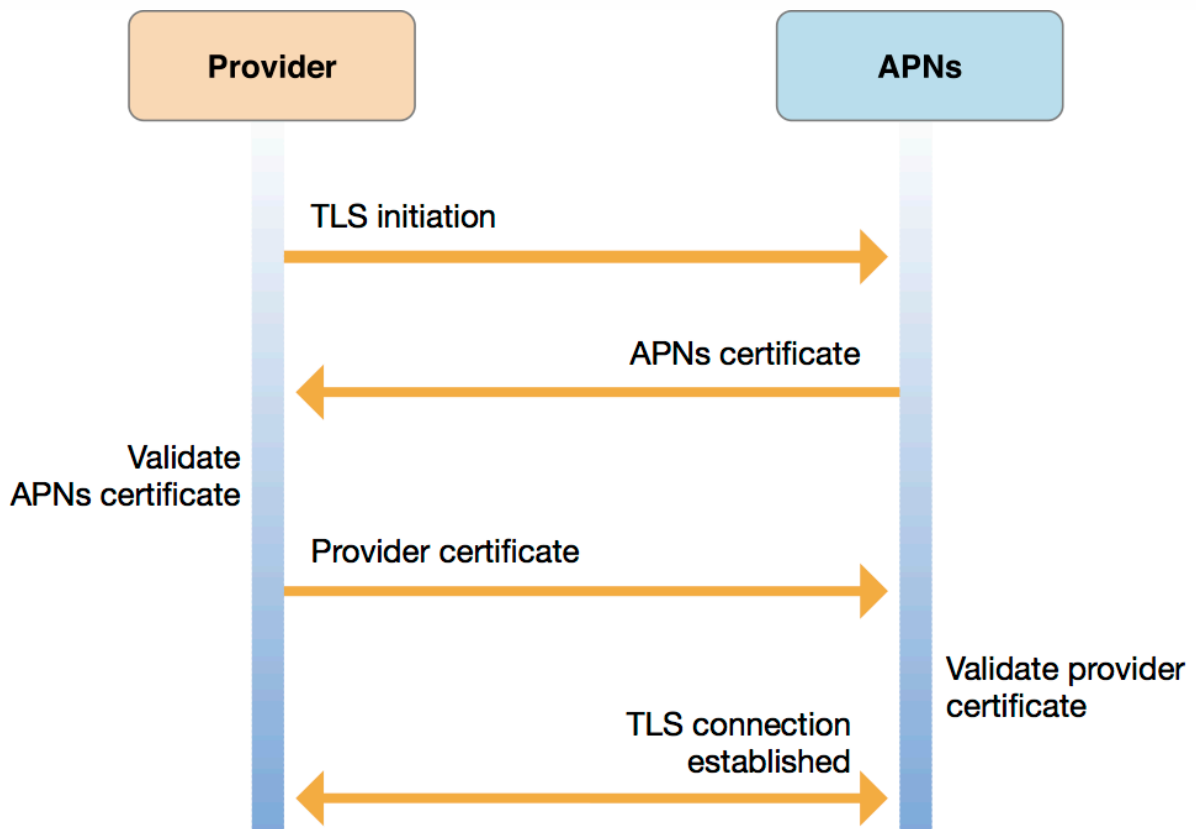 Provider
APNs
TLS initiation
APNs certificate
Validate
APNs certificate
Provider certificate
Validate provider
certificate
TLS connection
established